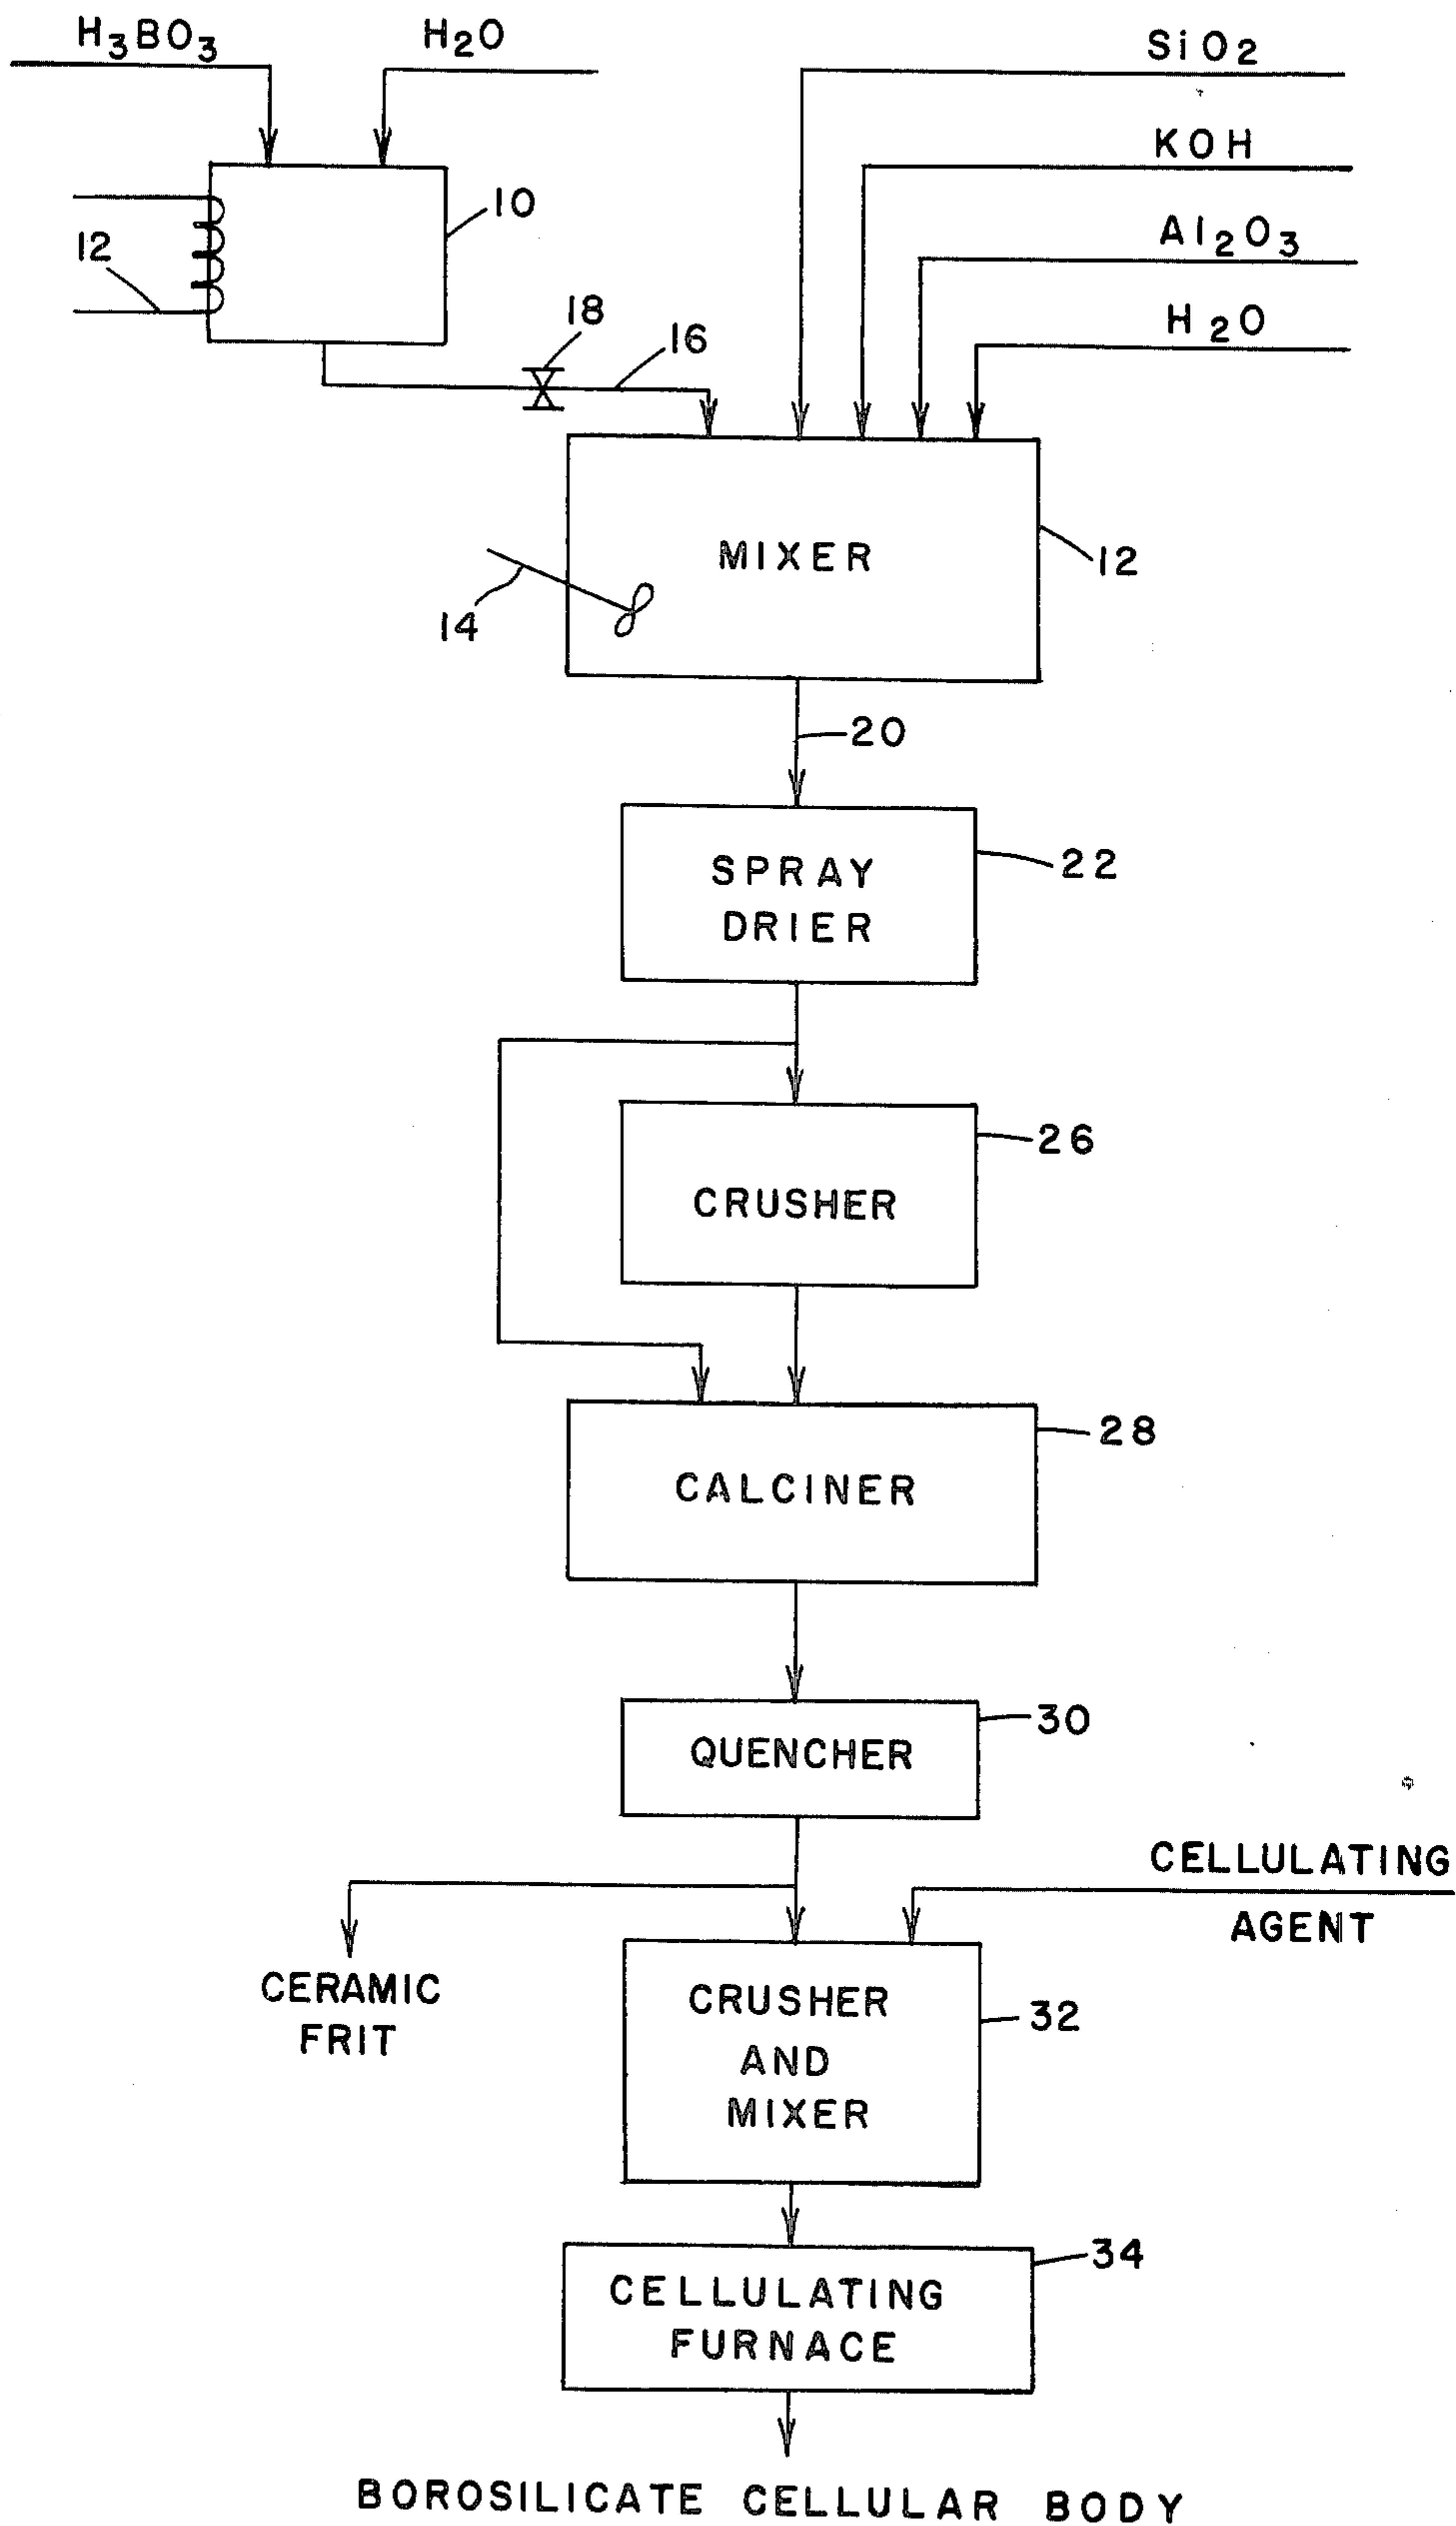 H3BO3 H2O SiO2
KOH
10 Al2O3
12
18 16 H2O
MIXER 12
14
20
SPRAY 22
DRIER
26
CRUSHER
28
CALCINER
30
QUENCHER
CELLULATING
AGENT
CERAMIC
FRIT
CRUSHER 32
AND
MIXER
34
CELLULATING
FURNACE
BOROSILICATE CELLULAR BODY